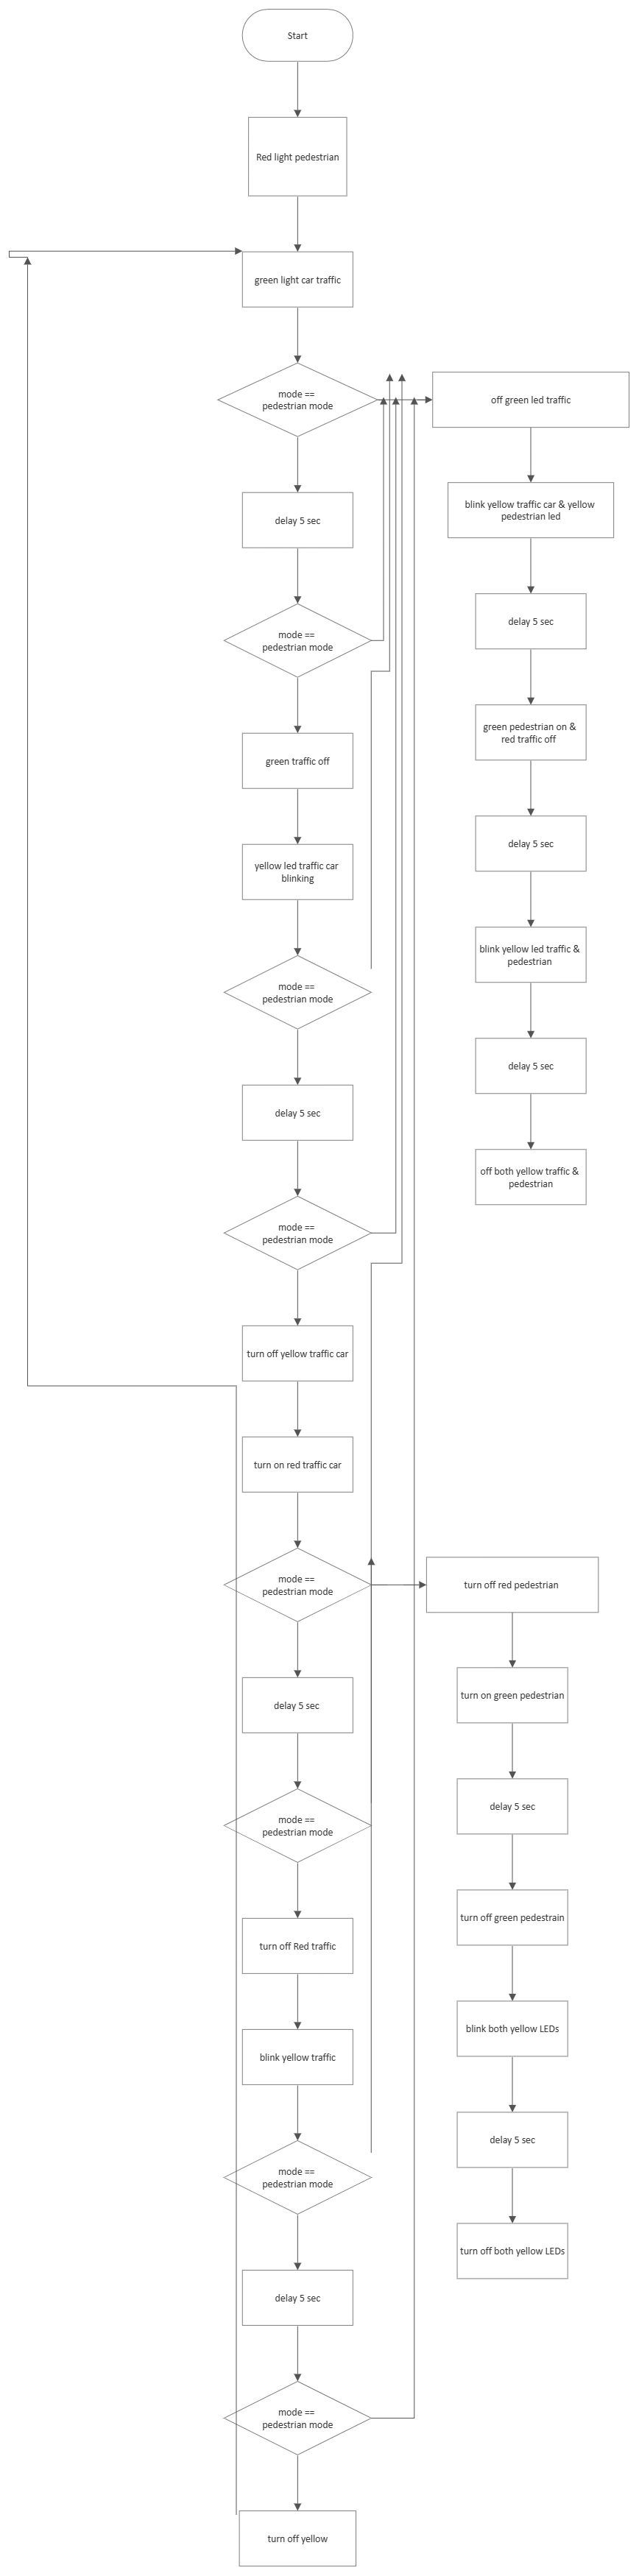 Start
Red light pedestrian
green light car traffic
mode ==
pedestrian mode
off green led traffic
blink yellow traffic car & yellow
pedestrian led
delay 5 sec
delay 5 sec
mode ==
pedestrian mode
green pedestrian on &
red traffic off
green traffic off
delay 5 sec
yellow led traffic car
blinking
blink yellow led traffic &
pedestrian
mode ==
pedestrian mode
delay 5 sec
delay 5 sec
off both yellow traffic &
pedestrian
mode ==
pedestrian mode
turn off yellow traffic car
turn on red traffic car
mode ==
pedestrian mode
turn off red pedestrian
turn on green pedestrian
delay 5 sec
delay 5 sec
mode ==
pedestrian mode
turn off green pedestrain
turn off Red traffic
blink both yellow LEDs
blink yellow traffic
delay 5 sec
mode ==
pedestrian mode
turn off both yellow LEDs
delay 5 sec
mode ==
pedestrian mode
turn off yellow